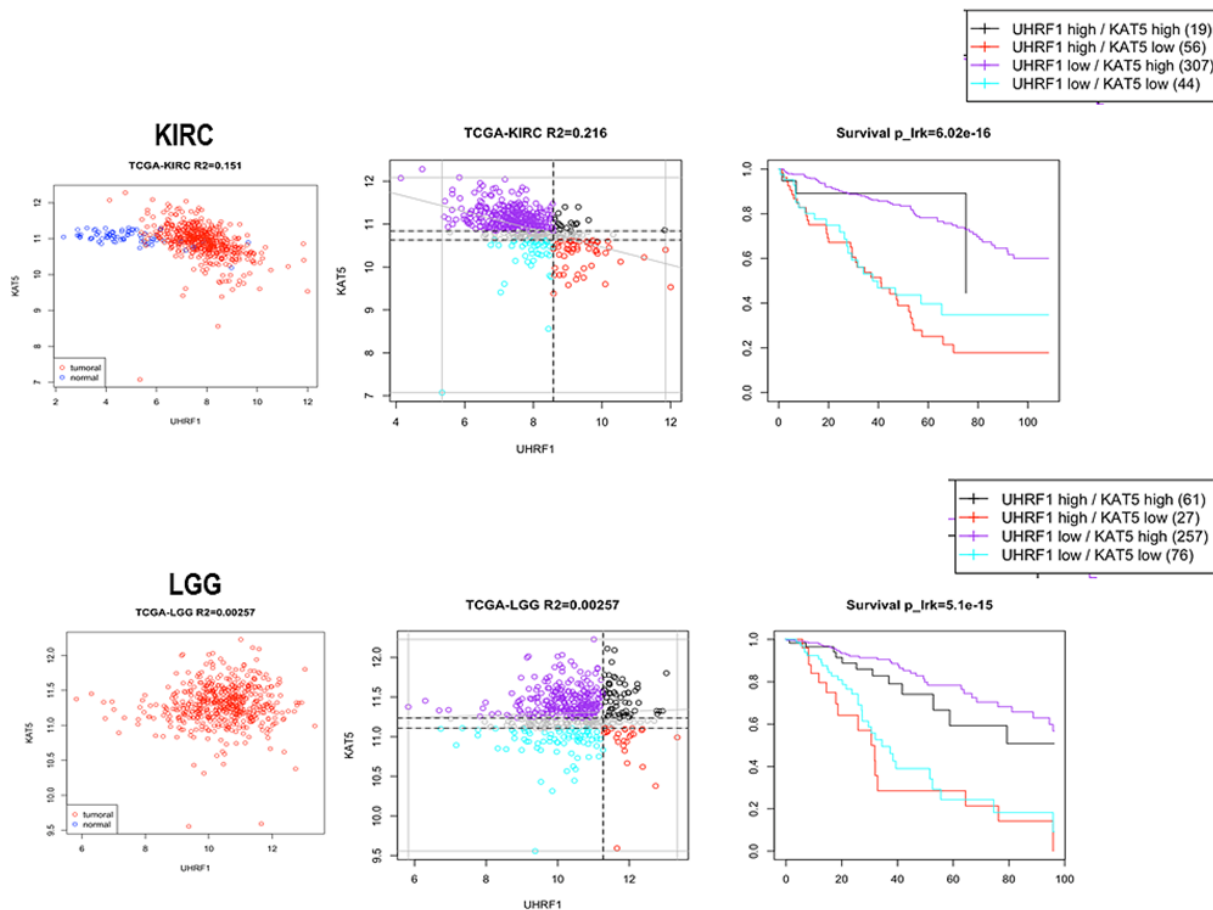 UHRF1 high / KAT5 high (19)
UHRF1 high / KAT5 low (56)
UHRF1 low / KAT5 high (307)
UHRF1 low / KAT5 low (44)
KIRC
TCGA-KIRC R2=0.151
TCGA-KIRC R2=0.216
Survival p_lrk=6.02e-16
KAT5
12
11
10
9
8
7
tumoral
normal
2 4 6 8 10 12
UHRF1
KAT5
12
11
10
9
8
7
4 6 8 10 12
UHRF1
1.0
0.8
0.6
0.4
0.2
0.0
0 20 40 60 80 100
UHRF1 high / KAT5 high (61)
UHRF1 high / KAT5 low (27)
UHRF1 low / KAT5 high (257)
UHRF1 low / KAT5 low (76)
LGG
TCGA-LGG R2=0.00257
TCGA-LGG R2=0.00257
Survival p_lrk=5.1e-15
KAT5
12.0
11.5
11.0
10.5
10.0
9.5
tumoral
normal
6 8 10 12
UHRF1
KAT5
12.0
11.5
11.0
10.5
10.0
9.5
6 8 10 12
UHRF1
1.0
0.8
0.6
0.4
0.2
0.0
0 20 40 60 80 100